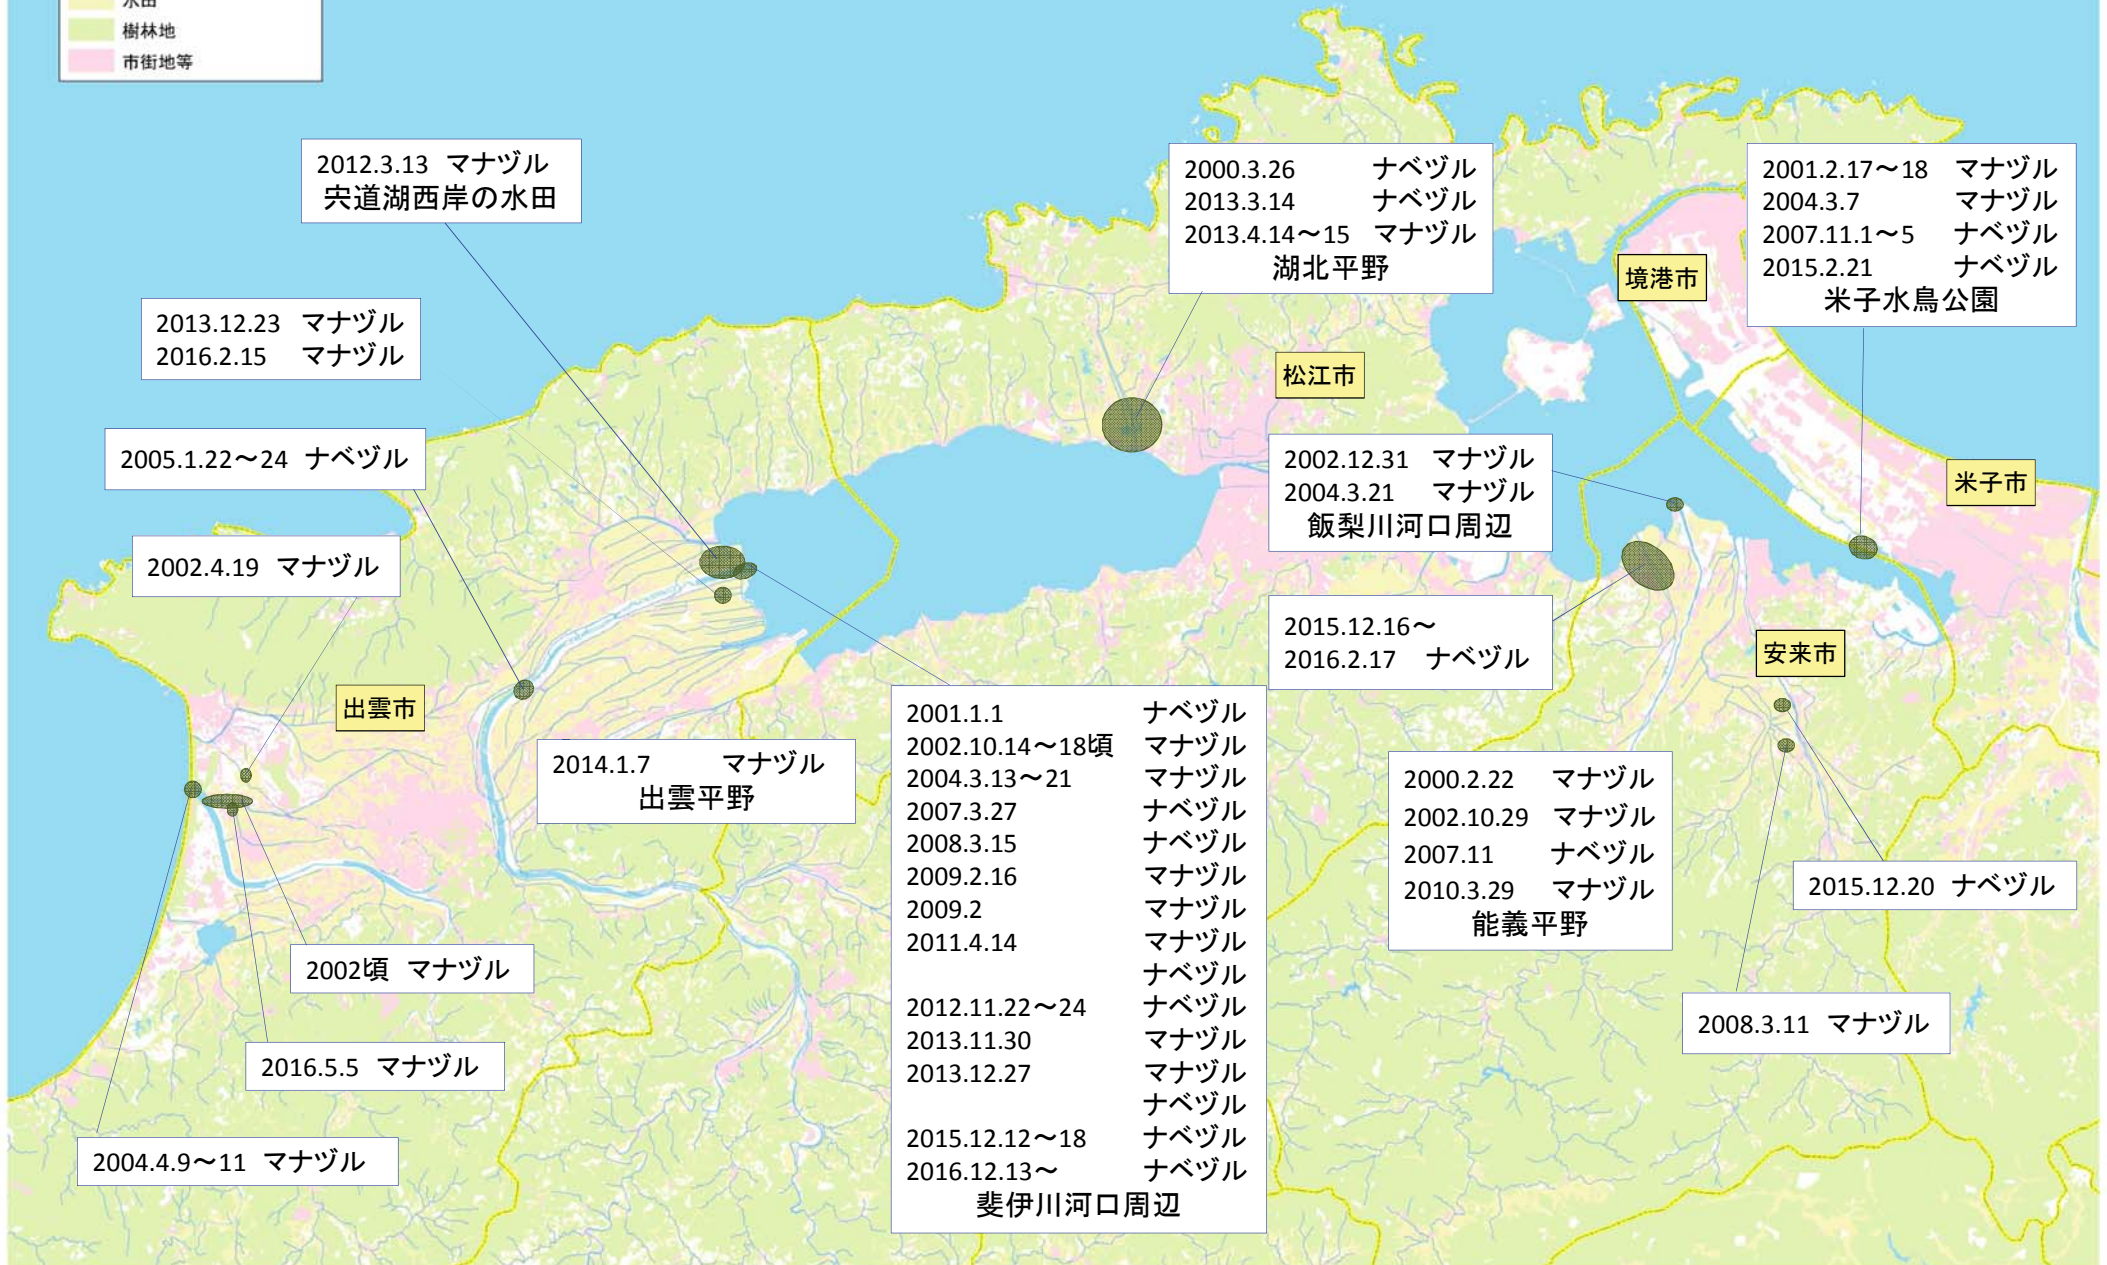 水田
樹林地
市街地等
2012.3.13 マナヅル
宍道湖西岸の水田
2000.3.26 ナベヅル
2013.3.14 ナベヅル
2013.4.14～15 マナヅル
湖北平野
2001.2.17～18 マナヅル
2004.3.7 マナヅル
2007.11.1～5 ナベヅル
2015.2.21 ナベヅル
米子水鳥公園
境港市
2013.12.23 マナヅル
2016.2.15 マナヅル
松江市
2005.1.22～24 ナベヅル
2002.12.31 マナヅル
2004.3.21 マナヅル
飯梨川河口周辺
米子市
2002.4.19 マナヅル
2015.12.16～
2016.2.17 ナベヅル
安来市
出雲市
2014.1.7 マナヅル
出雲平野
2001.1.1 ナベヅル
2002.10.14～18頃 マナヅル
2004.3.13～21 マナヅル
2007.3.27 ナベヅル
2008.3.15 ナベヅル
2009.2.16 マナヅル
2009.2 マナヅル
2011.4.14 マナヅル
ナベヅル
2012.11.22～24 ナベヅル
2013.11.30 マナヅル
2013.12.27 マナヅル
ナベヅル
2015.12.12～18 ナベヅル
2016.12.13～ ナベヅル
斐伊川河口周辺
2000.2.22 マナヅル
2002.10.29 マナヅル
2007.11 ナベヅル
2010.3.29 マナヅル
能義平野
2015.12.20 ナベヅル
2002頃 マナヅル
2008.3.11 マナヅル
2016.5.5 マナヅル
2004.4.9～11 マナヅル